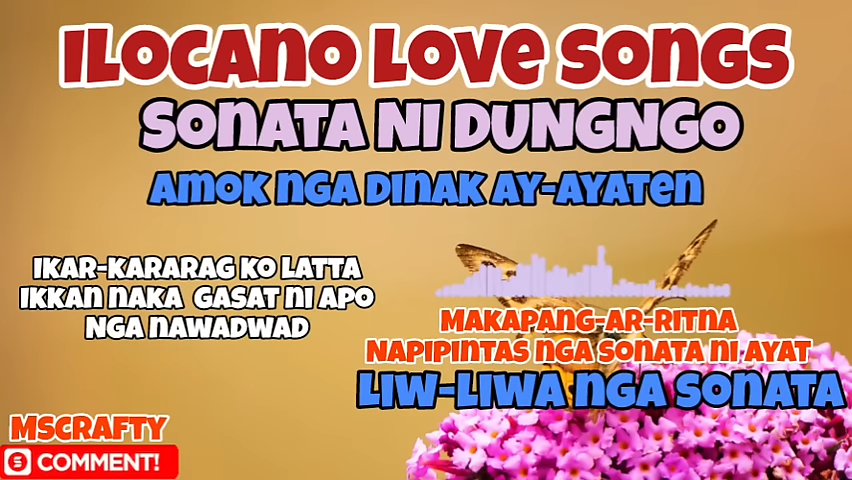 ILOCANO LOVE SONGS
SONATA NI DUNGNGO
AMOK NGA DINAK AY-AYATEN
IKAR-KARARAG KO LATTA
IKKAN NAKA GASAT NI APO
NGA NAWADWAD
MAKAPANG-AR-RITNA
NAPIPINTAS NGA SONATA NI AYAT
LIW-LIWA NGA SONATA
MSCRAFTY
COMMENT!